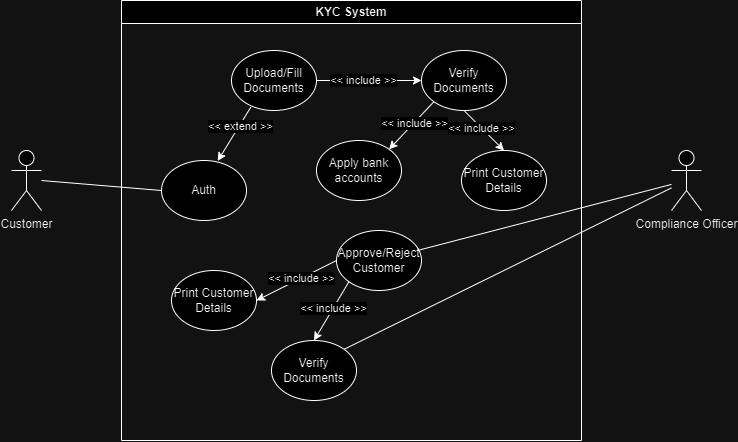 KYC System
Upload/Fill
Documents
<< include >>
Verify
Documents
<< extend >>
<< include >>
<< include >>
Auth
Apply bank
accounts
Print Customer
Details
Customer
Compliance Officer
Approve/Reject
Customer
<< include >>
Print Customer
Details
<< include >>
Verify
Documents